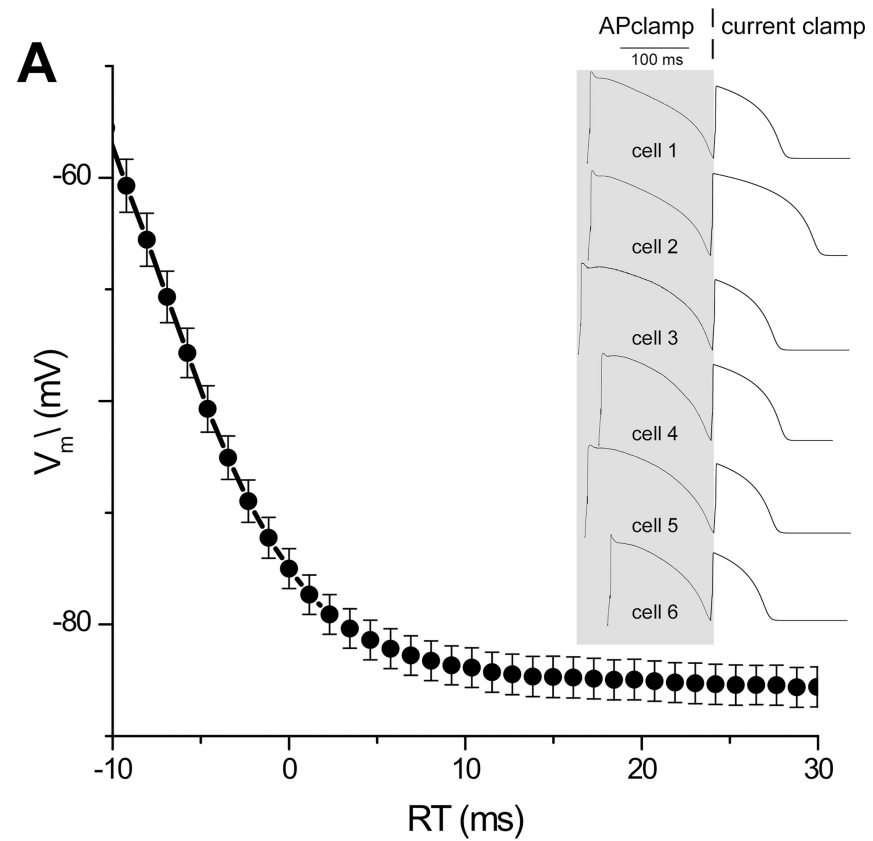 A
APclamp
current clamp
100 ms
cell 1
cell 2
cell 3
cell 4
cell 5
cell 6
-60
-80
Vm\ (mV)
-10
0
10
20
30
RT (ms)